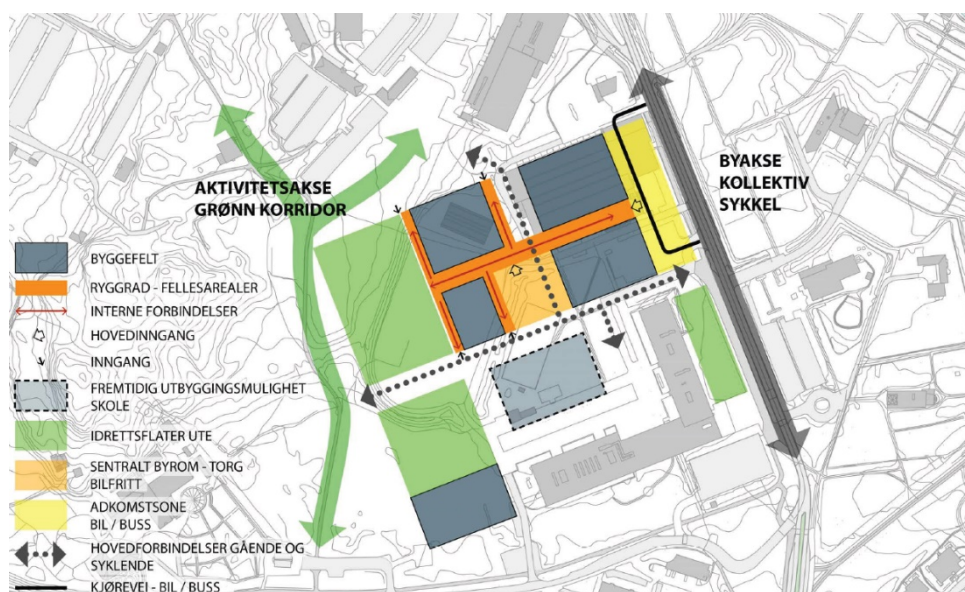 AKTIVITETSAKSE
GRØNN KORRIDOR
BYAKSE
KOLLEKTIV
SYKKEL
BYGGEFELT
RYGGRAD - FELLESAREALER
INTERNE FORBINDELSER
HOVEDINNGANG
INNGANG
FREMTIDIG UTBYGGINGSMULIGHET
SKOLE
IDRETTSFLATER UTE
SENTRALT BYROM - TORG
BILFRITT
ADKOMSTSONE
BIL / BUSS
HOVEDFORBINDELSER GÅENDE OG
SYKLENDE
KJØREVEI - BIL / BUSS